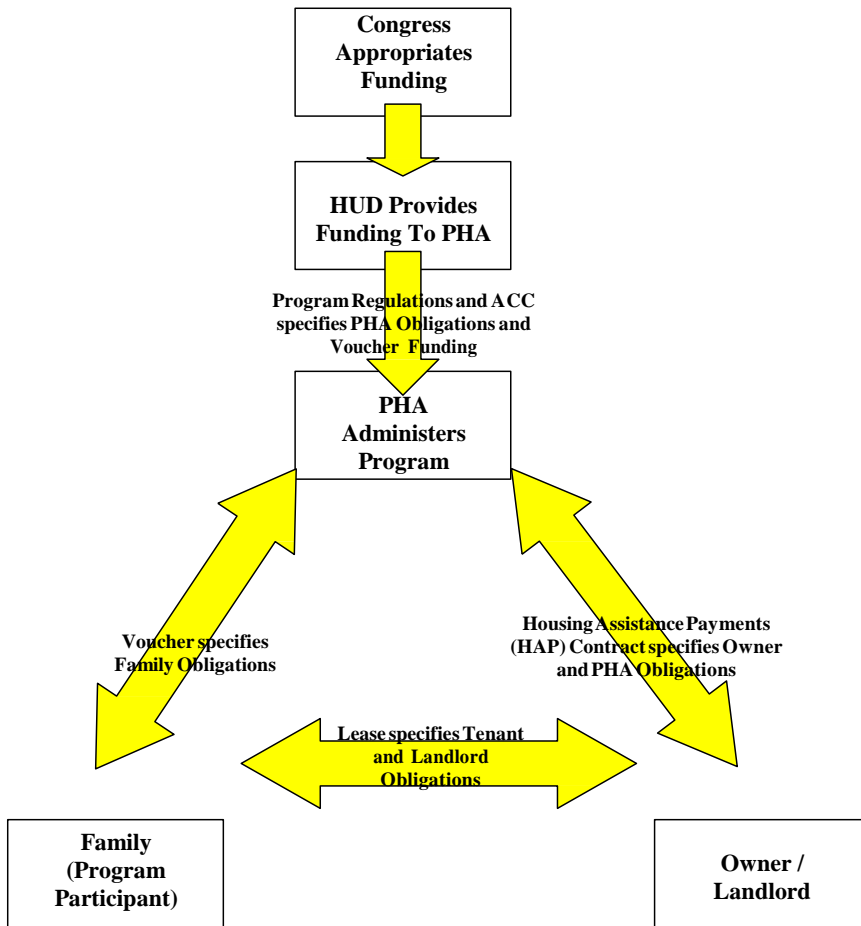 Congress
Appropriates
Funding
HUD Provides
Funding To PHA
Program Regulations and ACC
specifies PHA Obligations and
Voucher Funding
PHA
Administers
Program
Voucher specifies
Family Obligations
Housing Assistance Payments
(HAP) Contract specifies Owner
and PHA Obligations
Lease specifies Tenant
and Landlord
Obligations
Family
(Program
Participant)
Owner /
Landlord